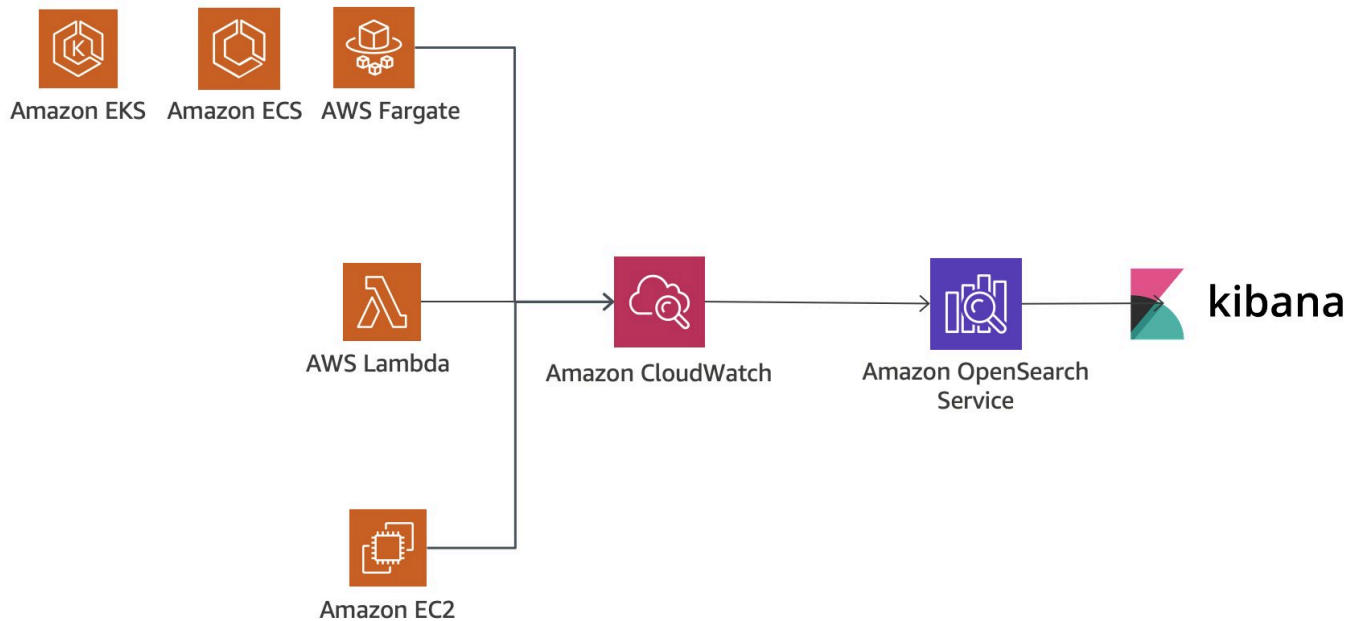 K
Amazon EKS
Amazon ECS
AWS Fargate
AWS Lambda
Amazon CloudWatch
Amazon OpenSearch
Service
kibana
Amazon EC2